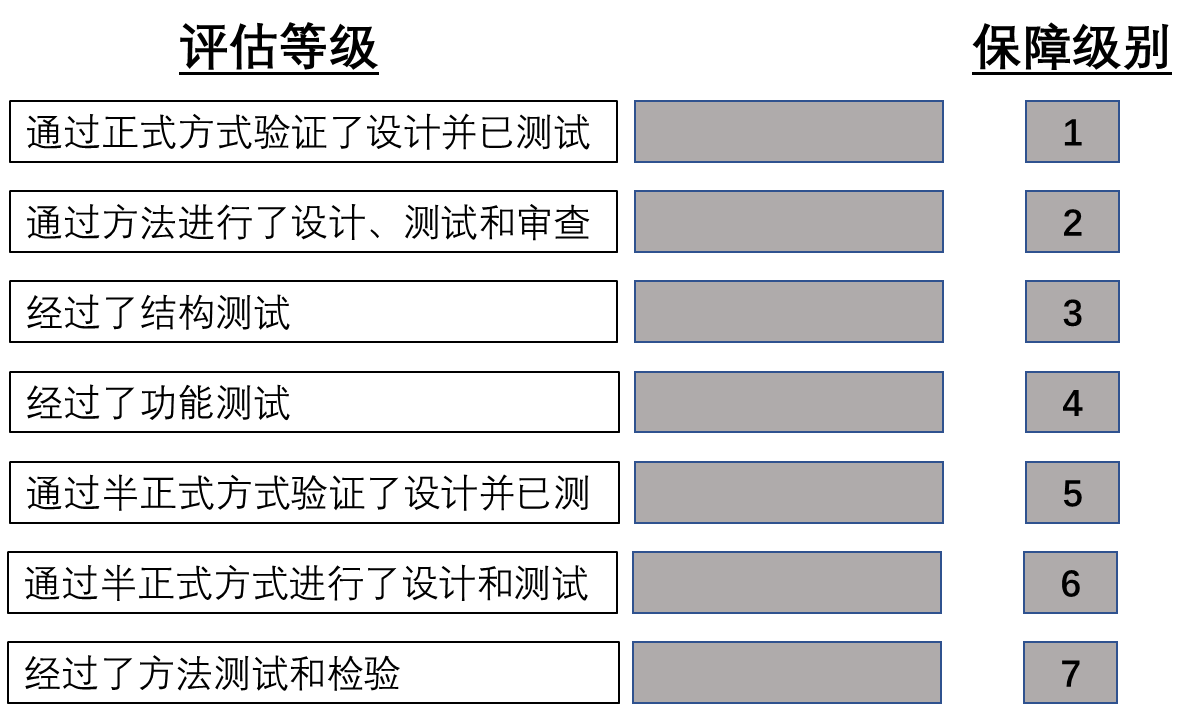 评估等级 保障级别
通过正式方式验证了设计并已测试 1
通过方法进行了设计、测试和审查 2
经过了结构测试 3
经过了功能测试 4
通过半正式方式验证了设计并已测 5
通过半正式方式进行了设计和测试 6
经过了方法测试和检验 7